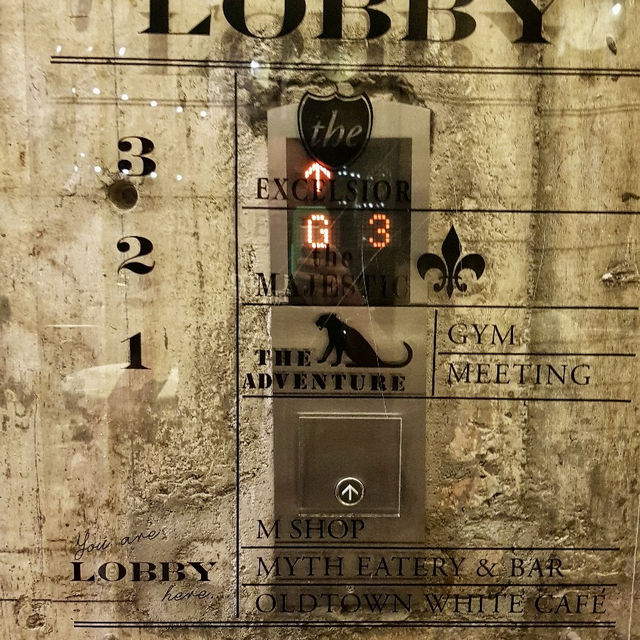 LOBBY
3
the
EXCELSIOR
G 3
2
the
MAJESTIC
1
THE
ADVENTURE
GYM
MEETING
You are
LOBBY
here...
M SHOP
MYTH EATERY & BAR
OLDTOWN WHITE CAFÉ